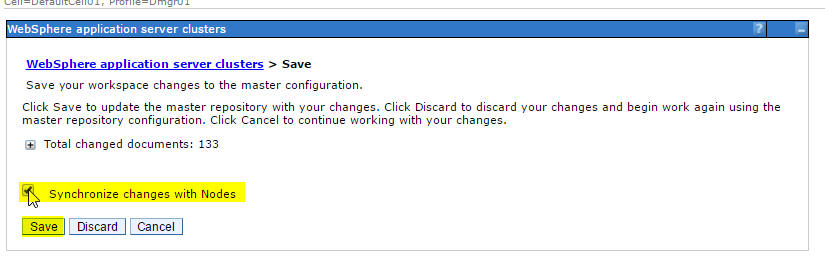 Cell=DefaultCell01, Profile=Dmgr01
WebSphere application server clusters ? –
WebSphere application server clusters > Save
Save your workspace changes to the master configuration.
Click Save to update the master repository with your changes. Click Discard to discard your changes and begin work again using the
master repository configuration. Click Cancel to continue working with your changes.
+ Total changed documents: 133
Synchronize changes with Nodes
Save Discard Cancel